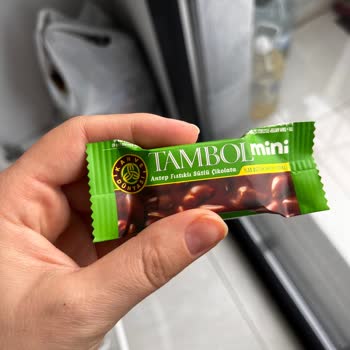 KAHVE
DÜNYASI
TAMBOL mini
Antep Fıstıklı Sütlü Çikolata